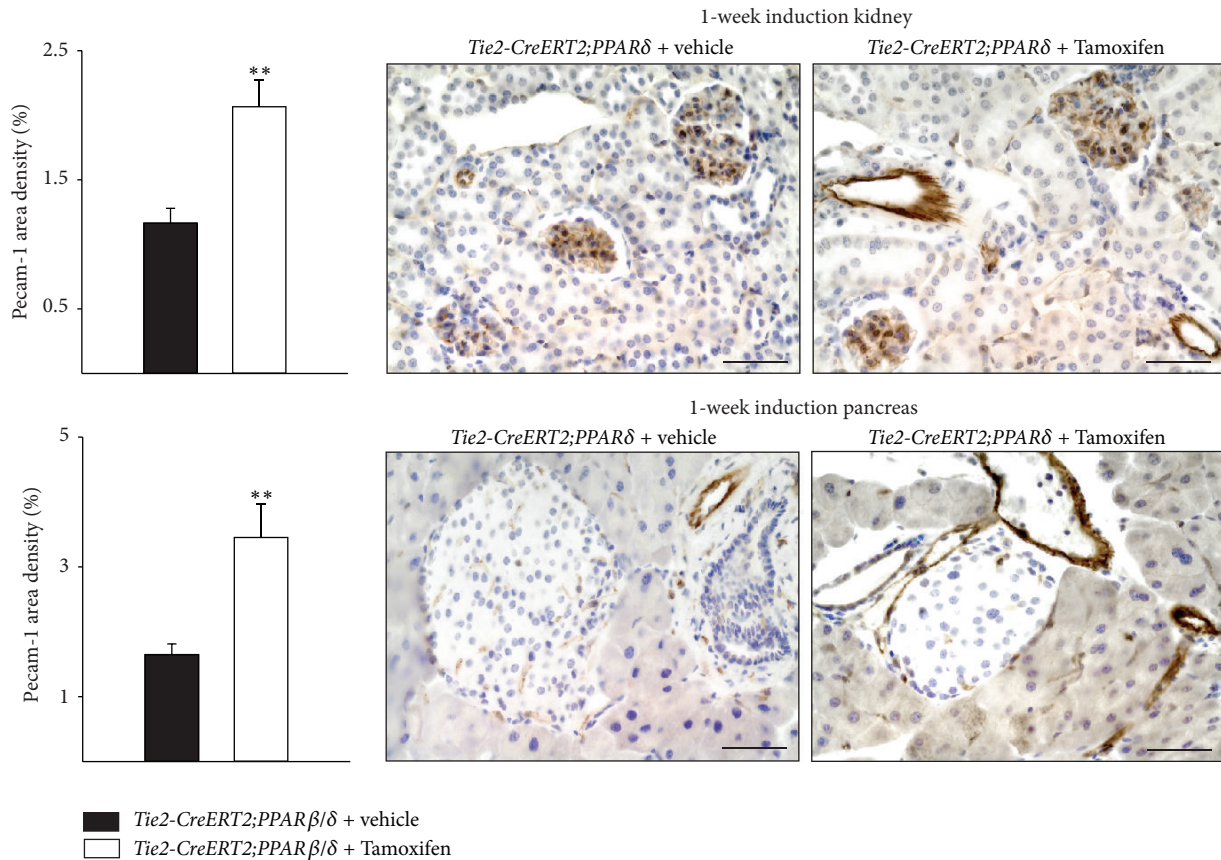 1-week induction kidney
Tie2-CreERT2;PPARδ + vehicle
Tie2-CreERT2;PPARδ + Tamoxifen
Pecam-1 area density (%)
2.5
1.5
0.5
**
1-week induction pancreas
Tie2-CreERT2;PPARδ + vehicle
Tie2-CreERT2;PPARδ + Tamoxifen
Pecam-1 area density (%)
5
3
1
**
Tie2-CreERT2;PPARβ/δ + vehicle
Tie2-CreERT2;PPARβ/δ + Tamoxifen